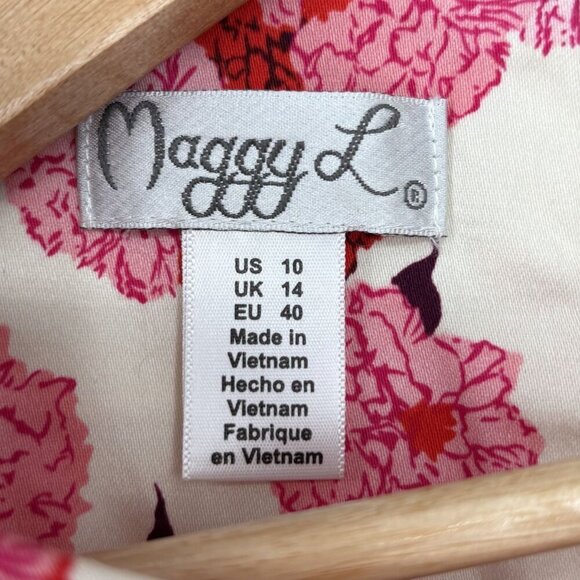 Maggy L ®
US 10
UK 14
EU 40
Made in
Vietnam
Hecho en
Vietnam
Fabrique
en Vietnam